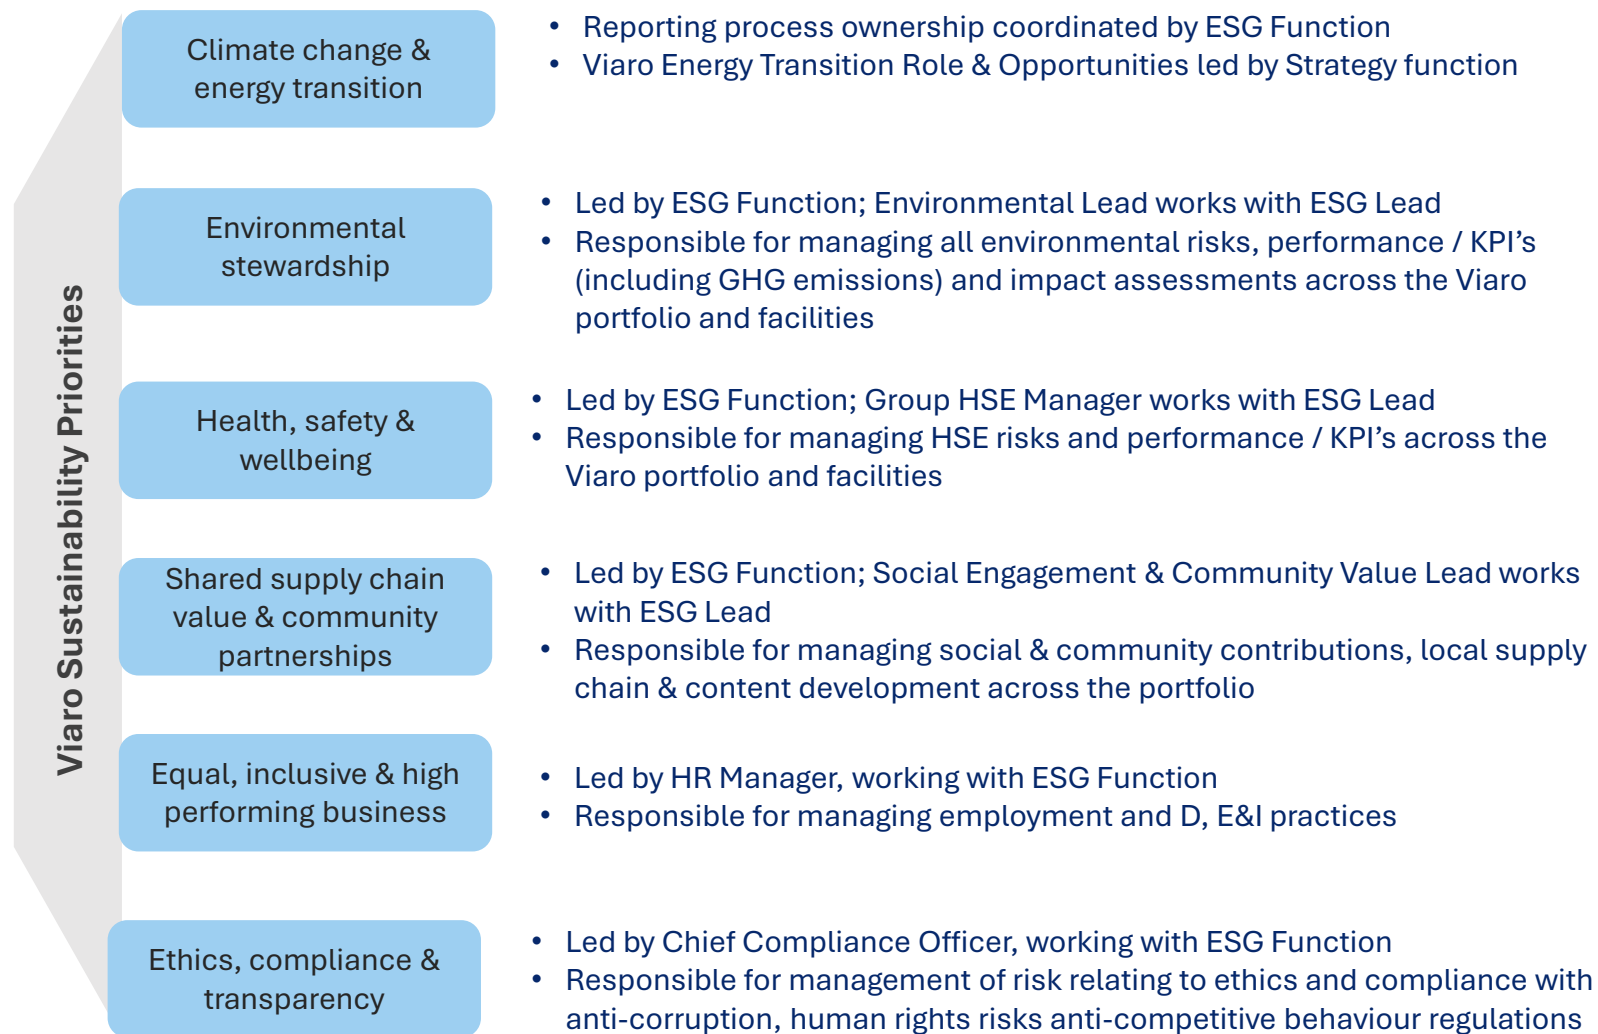 Viaro Sustainability Priorities
Climate change &
energy transition
• Reporting process ownership coordinated by ESG Function
• Viaro Energy Transition Role & Opportunities led by Strategy function
Environmental
stewardship
• Led by ESG Function; Environmental Lead works with ESG Lead
• Responsible for managing all environmental risks, performance / KPI's
(including GHG emissions) and impact assessments across the Viaro
portfolio and facilities
Health, safety &
wellbeing
• Led by ESG Function; Group HSE Manager works with ESG Lead
• Responsible for managing HSE risks and performance / KPI's across the
Viaro portfolio and facilities
Shared supply chain
value & community
partnerships
• Led by ESG Function; Social Engagement & Community Value Lead works
with ESG Lead
• Responsible for managing social & community contributions, local supply
chain & content development across the portfolio
Equal, inclusive & high
performing business
• Led by HR Manager, working with ESG Function
• Responsible for managing employment and D, E&I practices
Ethics, compliance &
transparency
• Led by Chief Compliance Officer, working with ESG Function
• Responsible for management of risk relating to ethics and compliance with
anti-corruption, human rights risks anti-competitive behaviour regulations